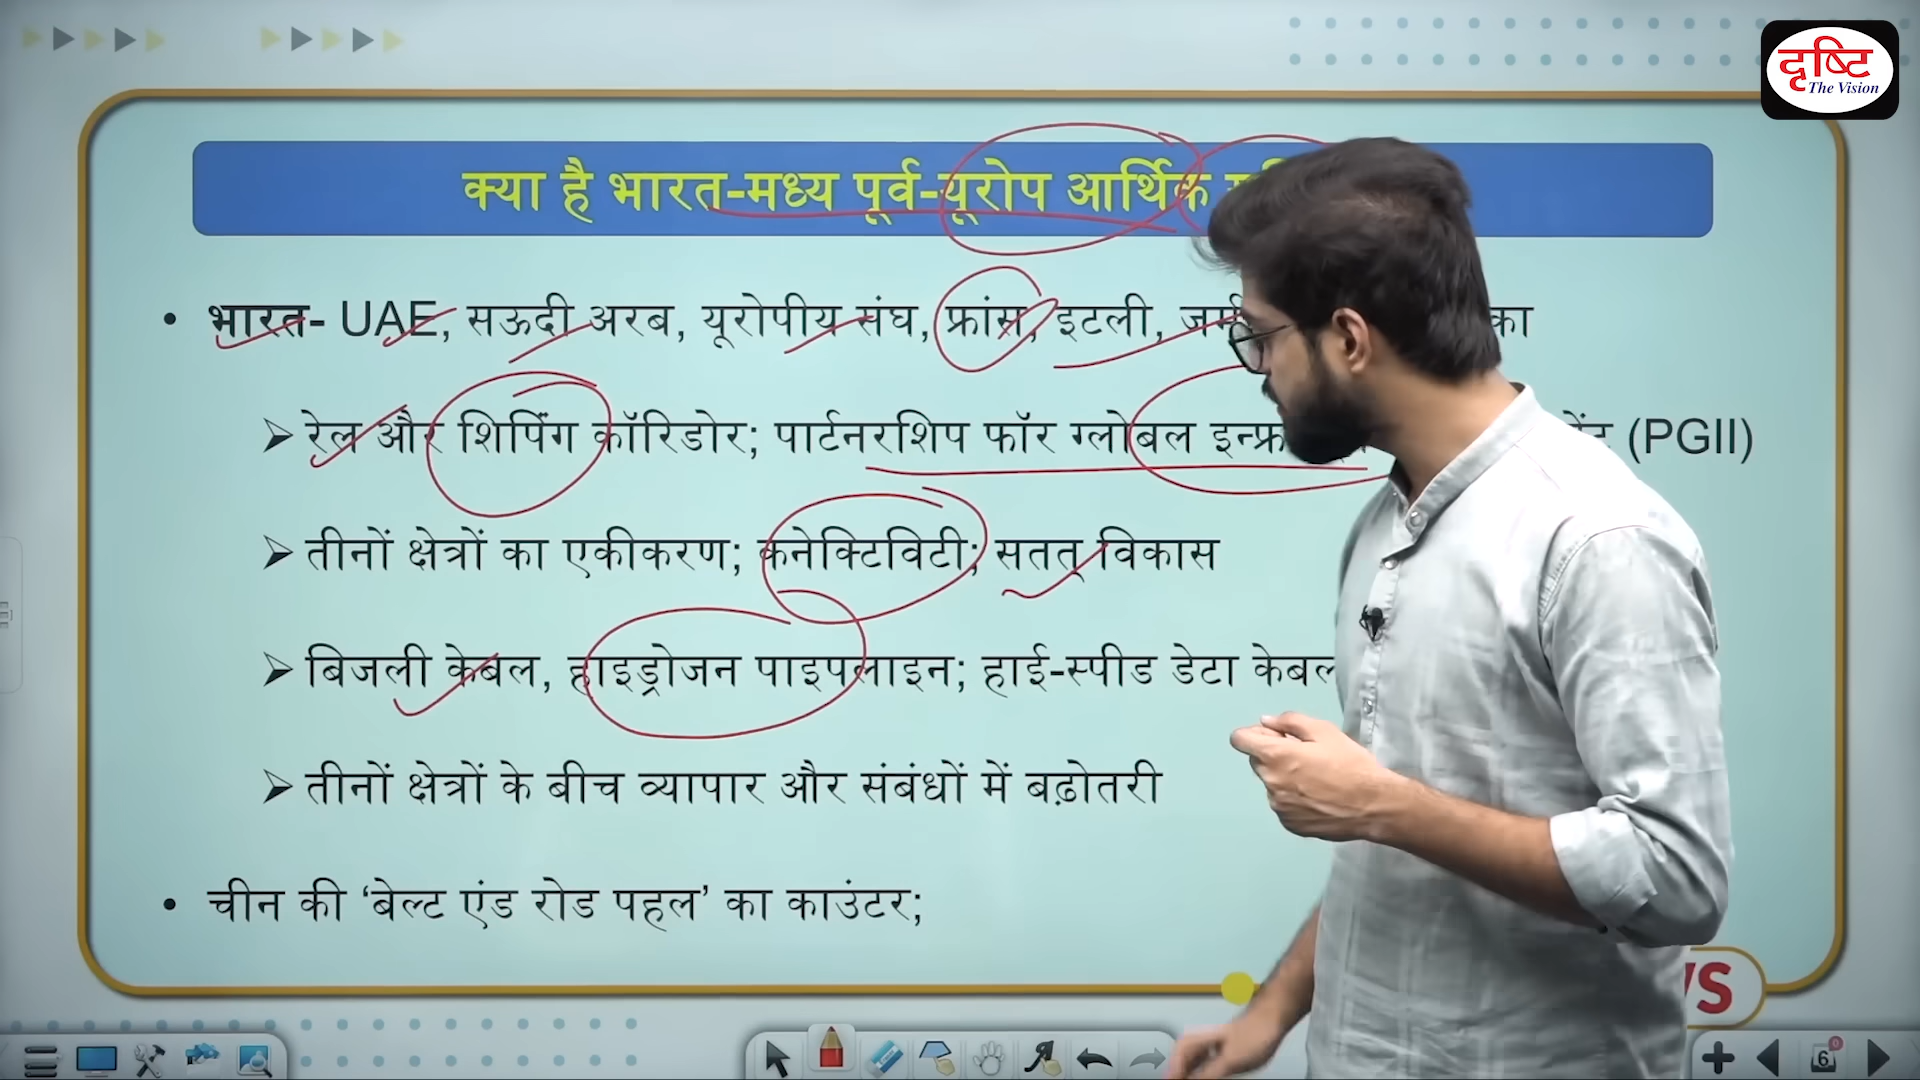 दृष्टि
The Vision
क्या है भारत-मध्य पूर्व-यूरोप आर्थिक
भारत- UAE, सऊदी अरब, यूरोपीय संघ, फ्रांस, इटली, का
रेल और शिपिंग कॉरिडोर; पार्टनरशिप फॉर ग्लोबल (PGII)
तीनों क्षेत्रों का एकीकरण; कनेक्टिविटी; सतत् विकास
बिजली केबल, हाइड्रोजन पाइपलाइन; हाई-स्पीड डेटा केबल
तीनों क्षेत्रों के बीच व्यापार और संबंधों में बढ़ोतरी
चीन की ‘बेल्ट एंड रोड पहल’ का काउंटर;
6